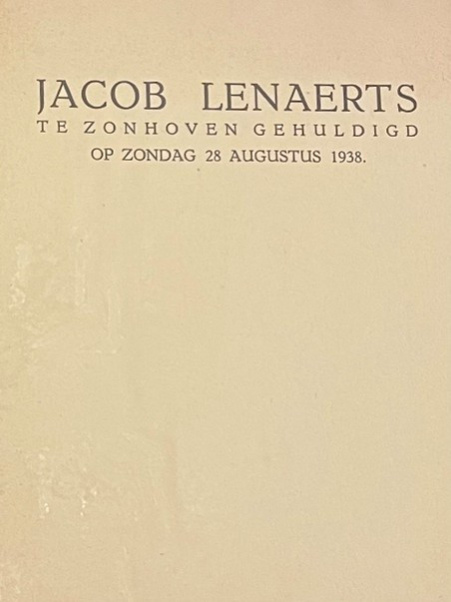 JACOB LENAERTS
TE ZONHOVEN GEHULDIGD
OP ZONDAG 28 AUGUSTUS 1938.